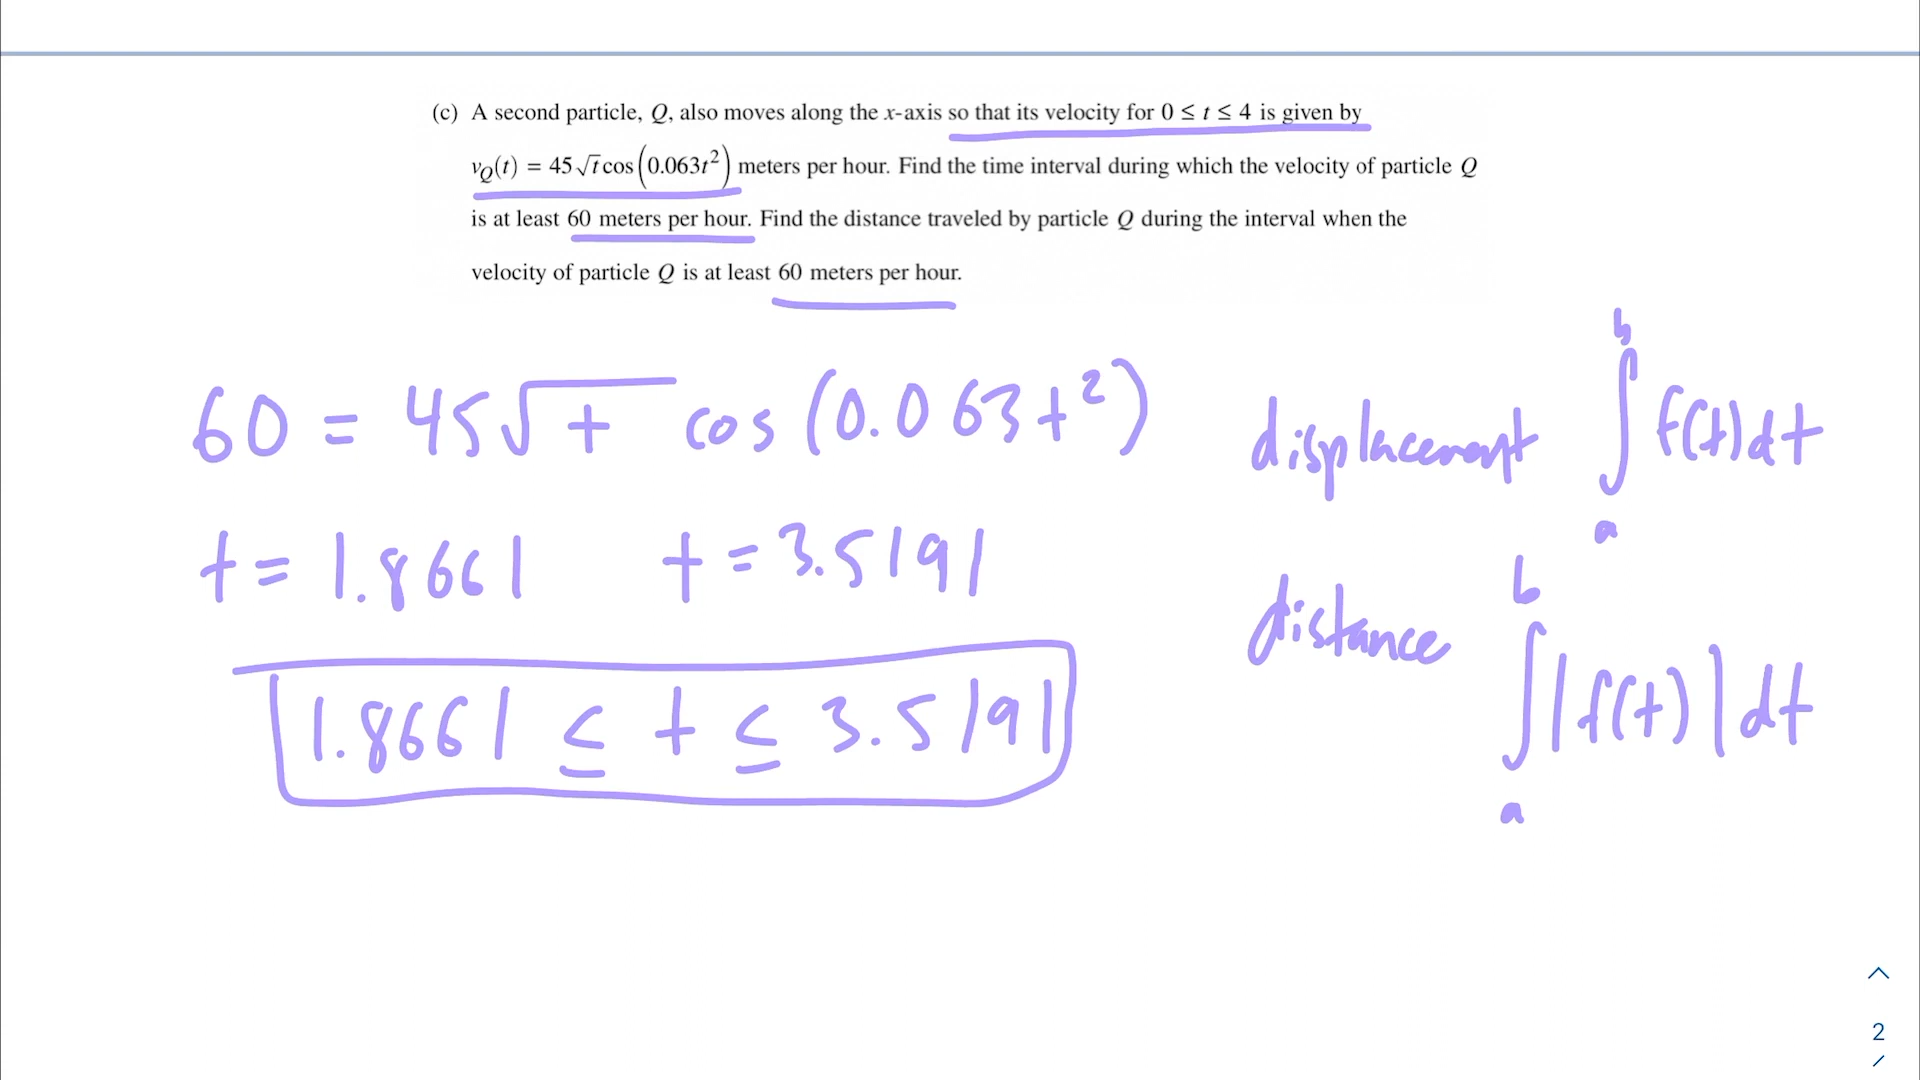 (c) A second particle, Q, also moves along the x-axis so that its velocity for 0 ≤ t ≤ 4 is given by
v_Q(t) = 45√t cos(0.063t²) meters per hour. Find the time interval during which the velocity of particle Q
is at least 60 meters per hour. Find the distance traveled by particle Q during the interval when the
velocity of particle Q is at least 60 meters per hour.
60 = 45√t cos(0.063t²)
t = 1.8661 t = 3.5191
1.8661 ≤ t ≤ 3.5191
displacement ∫_a^b f(t)dt
distance ∫_a^b |f(t)|dt
2
/